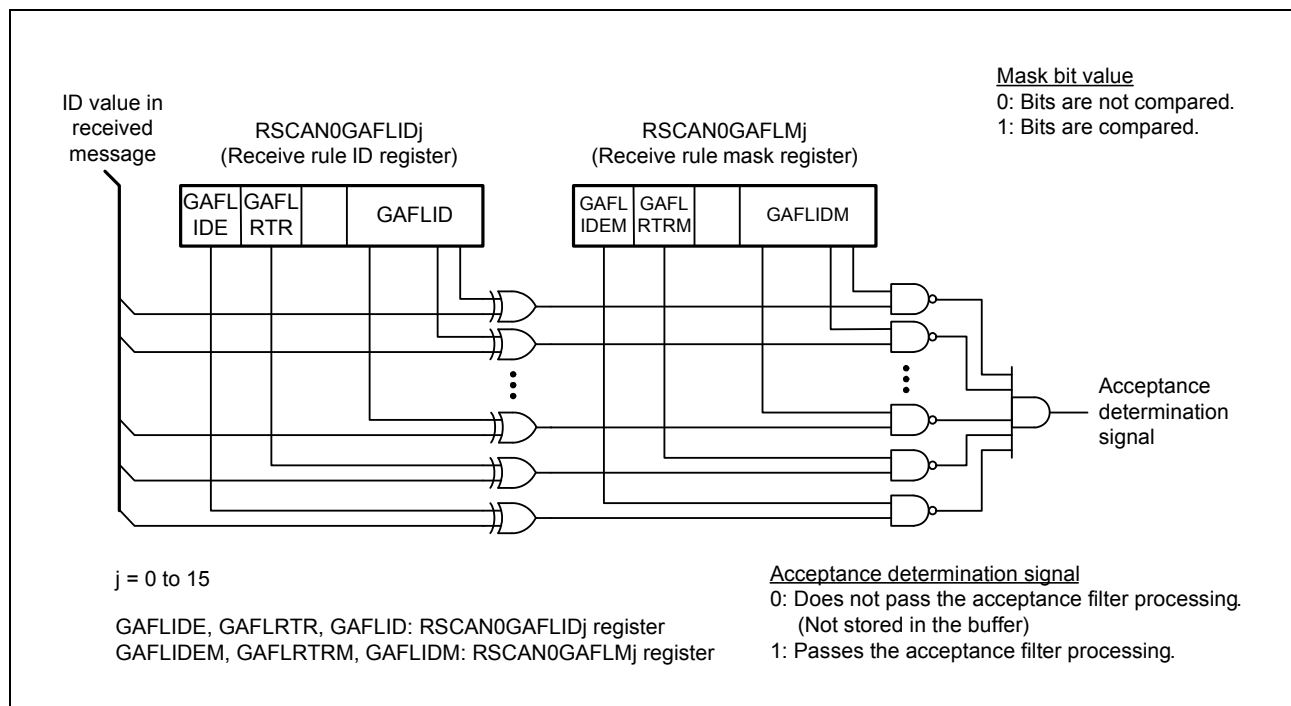 Mask bit value
0: Bits are not compared.
1: Bits are compared.
ID value in
received
message
RSCAN0GAFLIDj
(Receive rule ID register)
RSCAN0GAFLMj
(Receive rule mask register)
GAFL
IDE
GAFL
RTR
GAFLID
GAFL
IDEM
GAFL
RTRM
GAFLIDM
Acceptance
determination
signal
j = 0 to 15
GAFLIDE, GAFLRTR, GAFLID: RSCAN0GAFLIDj register
GAFLIDEM, GAFLRTRM, GAFLIDM: RSCAN0GAFLMj register
Acceptance determination signal
0: Does not pass the acceptance filter processing.
(Not stored in the buffer)
1: Passes the acceptance filter processing.